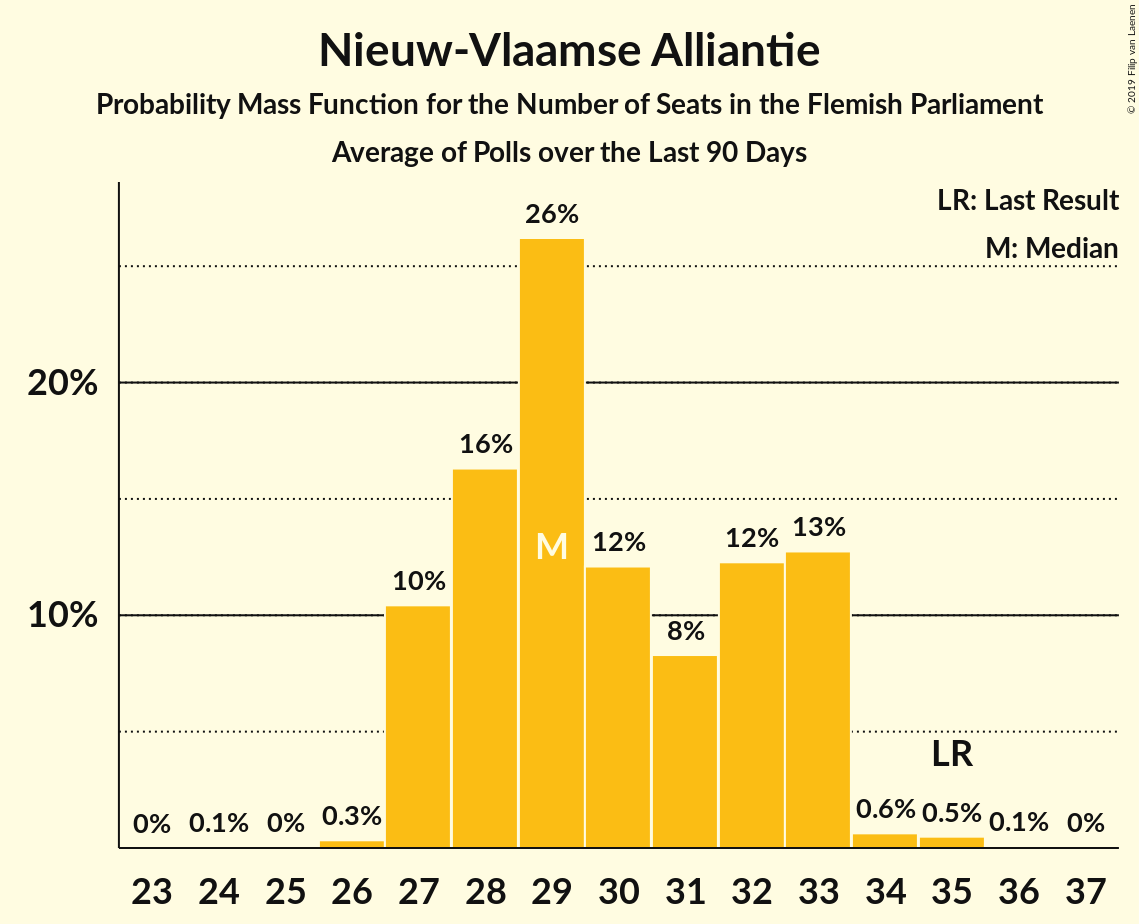 Nieuw-Vlaamse Alliantie
Probability Mass Function for the Number of Seats in the Flemish Parliament
Average of Polls over the Last 90 Days
© 2019 Filip van Laenen
LR: Last Result
M: Median
20%
10%
0%
0.1%
0%
0.3%
10%
16%
26%
M
12%
8%
12%
13%
0.6%
LR
0.5%
0.1%
0%
23 24 25 26 27 28 29 30 31 32 33 34 35 36 37